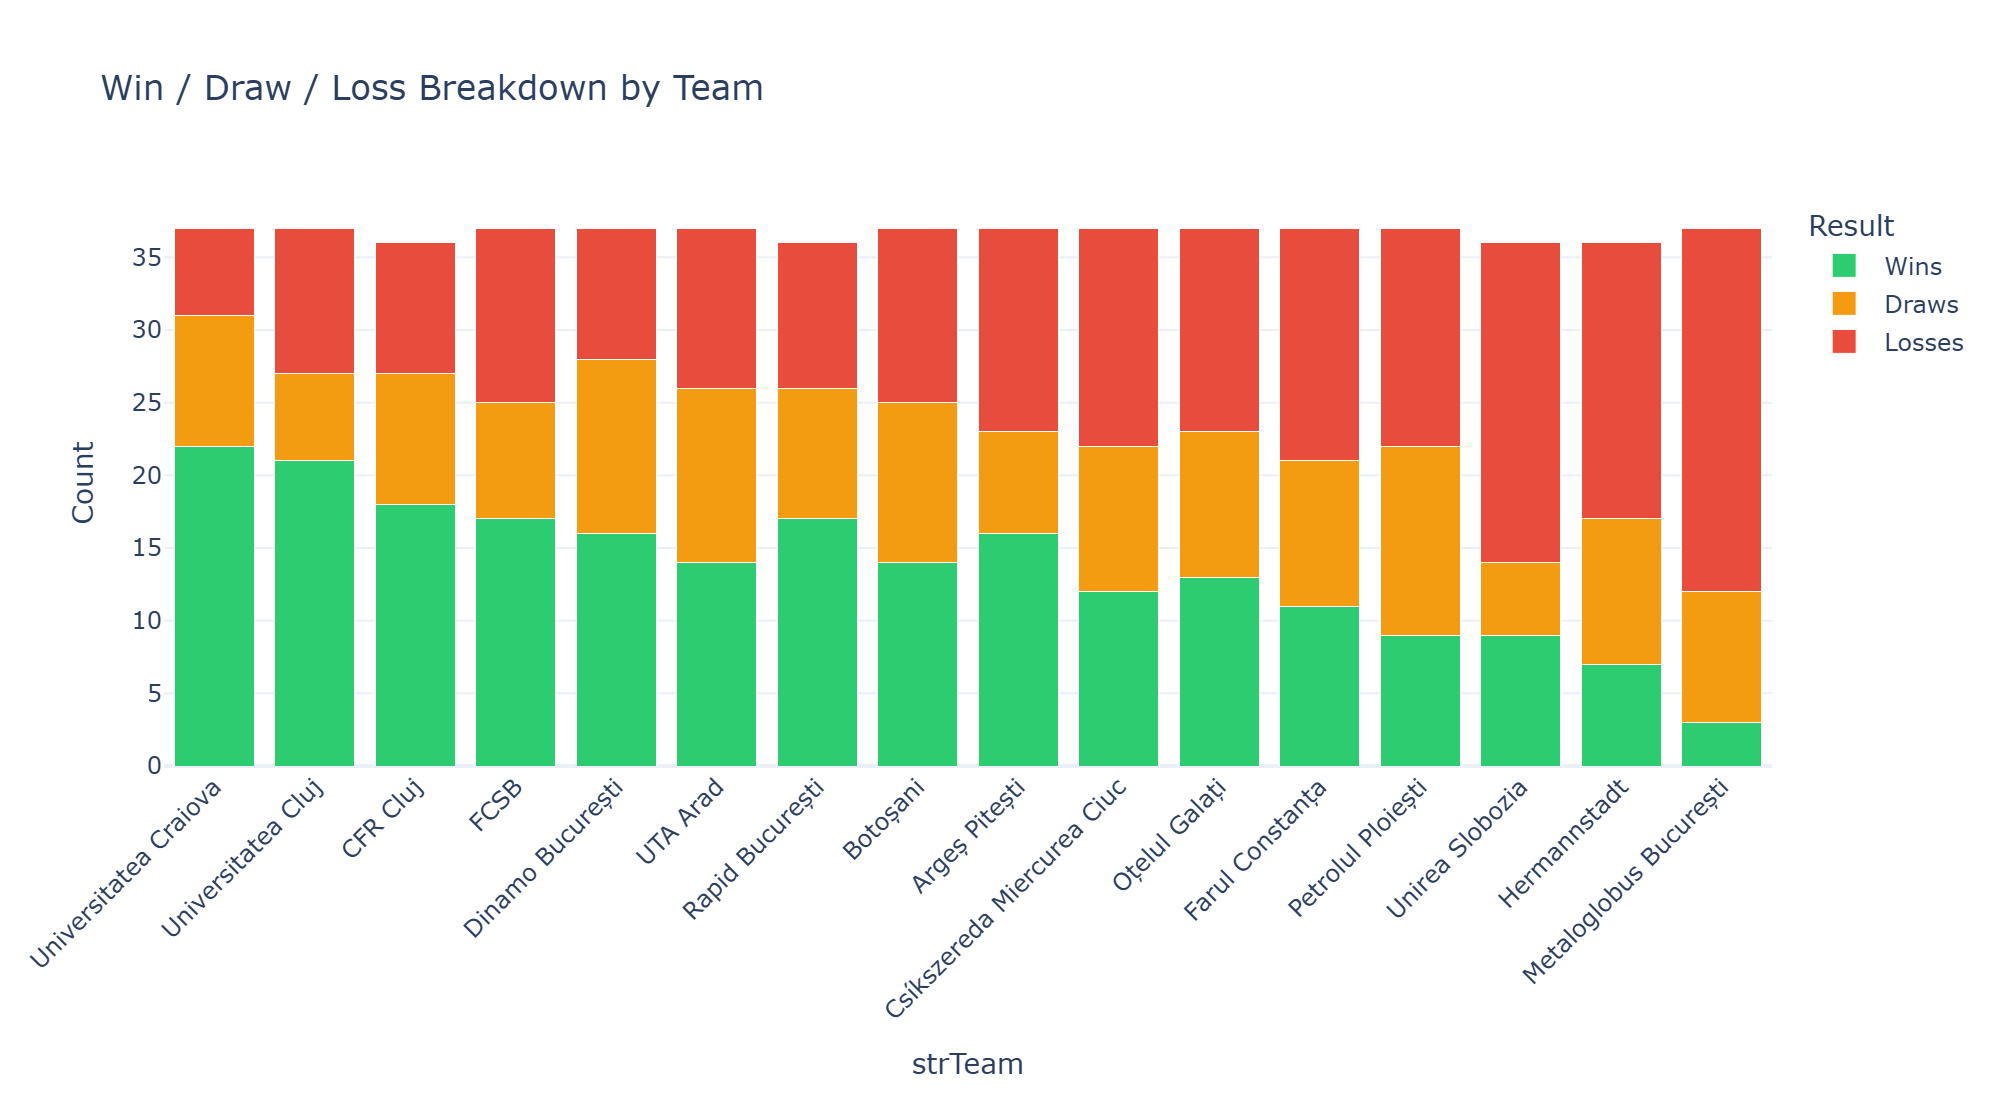 Win / Draw / Loss Breakdown by Team
Result
Wins
Draws
Losses
Count
35
30
25
20
15
10
5
0
Universitatea Craiova
Universitatea Cluj
CFR Cluj
FCSB
Dinamo București
UTA Arad
Rapid București
Botoșani
Argeș Pitești
Csíkszereda Miercurea Ciuc
Oțelul Galați
Farul Constanța
Petrolul Ploiești
Unirea Slobozia
Hermannstadt
Metaloglobus București
strTeam